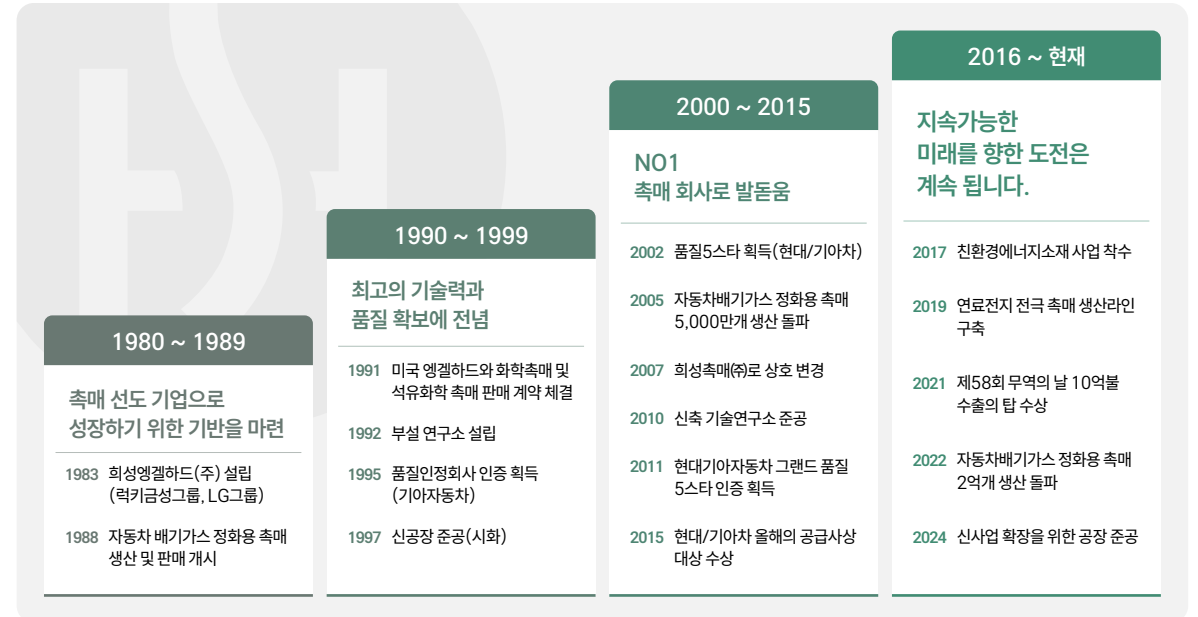 1980 ~ 1989
촉매 선도 기업으로
성장하기 위한 기반을 마련
1983 희성엥겔하드(주) 설립
(럭키금성그룹, LG그룹)
1988 자동차 배기가스 정화용 촉매
생산 및 판매 개시
1990 ~ 1999
최고의 기술력과
품질 확보에 전념
1991 미국 엥겔하드와 화학촉매 및
석유화학 촉매 판매 계약 체결
1992 부설 연구소 설립
1995 품질인정회사 인증 획득
(기아자동차)
1997 신공장 준공(시화)
2000 ~ 2015
NO1
촉매 회사로 발돋움
2002 품질5스타 획득(현대/기아차)
2005 자동차배기가스 정화용 촉매
5,000만개 생산 돌파
2007 희성촉매㈜로 상호 변경
2010 신축 기술연구소 준공
2011 현대기아자동차 그랜드 품질
5스타 인증 획득
2015 현대/기아차 올해의 공급사상
대상 수상
2016 ~ 현재
지속가능한
미래를 향한 도전은
계속 됩니다.
2017 친환경에너지소재 사업 착수
2019 연료전지 전극 촉매 생산라인
구축
2021 제58회 무역의 날 10억불
수출의 탑 수상
2022 자동차배기가스 정화용 촉매
2억개 생산 돌파
2024 신사업 확장을 위한 공장 준공